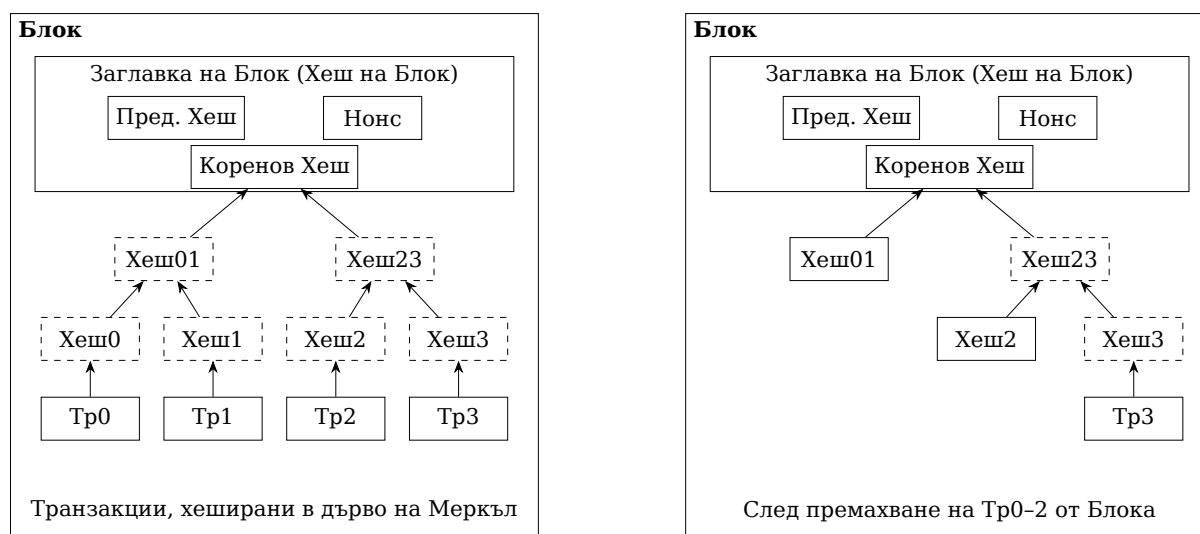 Блок
Заглавка на Блок (Хеш на Блок)
Пред. Хеш
Нонс
Коренов Хеш
Хеш01
Хеш23
Хеш0
Хеш1
Хеш2
Хеш3
Тр0
Тр1
Тр2
Тр3
Транзакции, хеширани в дърво на Меркъл
Блок
Заглавка на Блок (Хеш на Блок)
Пред. Хеш
Нонс
Коренов Хеш
Хеш01
Хеш23
Хеш2
Хеш3
Тр3
След премахване на Тр0–2 от Блока